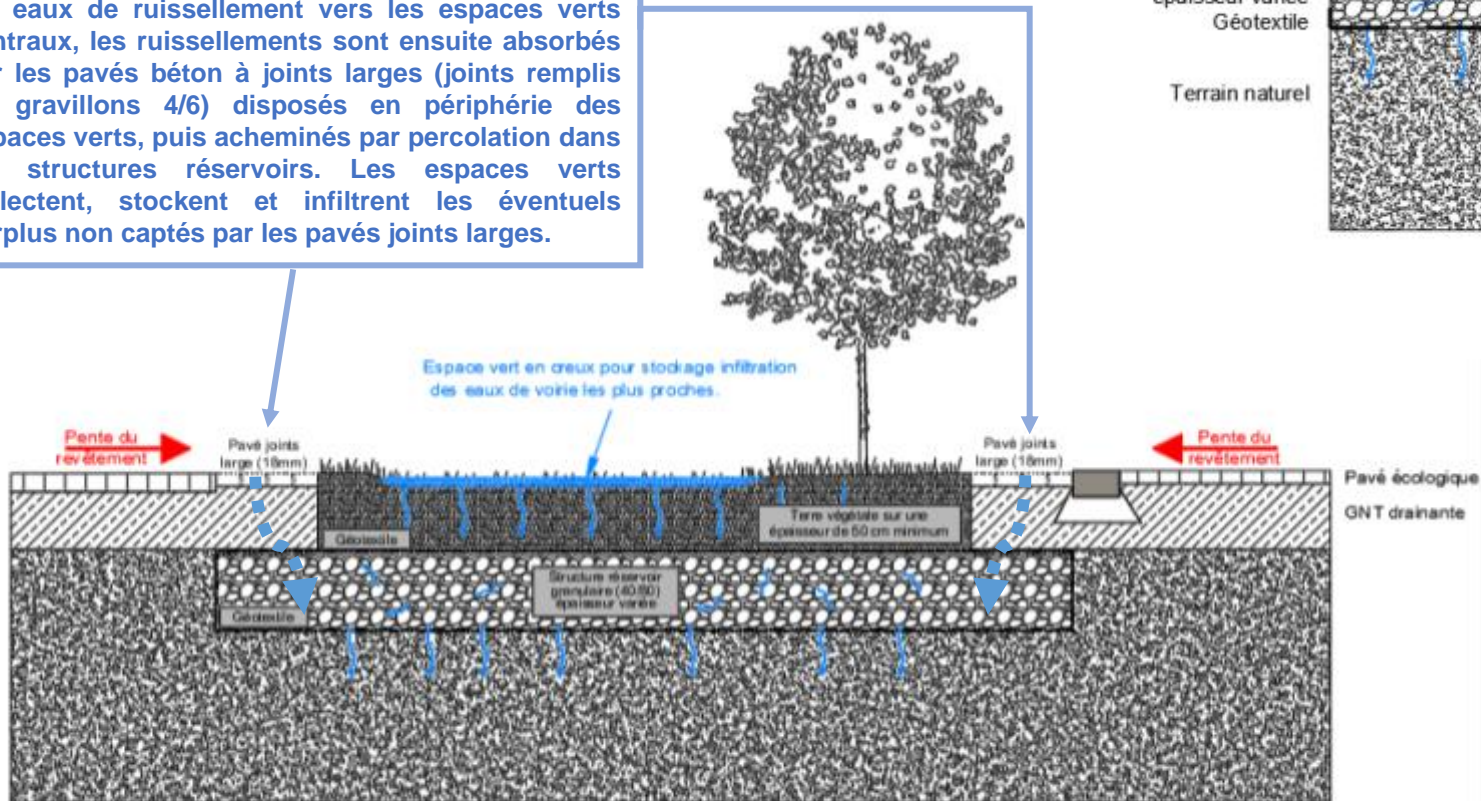 eaux de ruissellement vers les espaces verts
ntraux, les ruissellements sont ensuite absorbés
r les pavés béton à joints larges (joints remplis
gravillons 4/6) disposés en périphérie des
paces verts, puis acheminés par percolation dans
structures réservoirs. Les espaces verts
lectent, stockent et infiltrent les éventuels
rplus non captés par les pavés joints larges.
épaisseur variée
Géotextile
Terrain naturel
Espace vert en creux pour stockage infiltration
des eaux de voirie les plus proches.
Pente du
revêtement
Pavé joints
large (18mm)
Pavé joints
large (18mm)
Pente du
revêtement
Pavé écologique
GNT drainante
Géotextile
Terre végétale sur une
épaisseur de 50 cm minimum
Structure réservoir
granulaire (40/80)
épaisseur variée
Géotextile